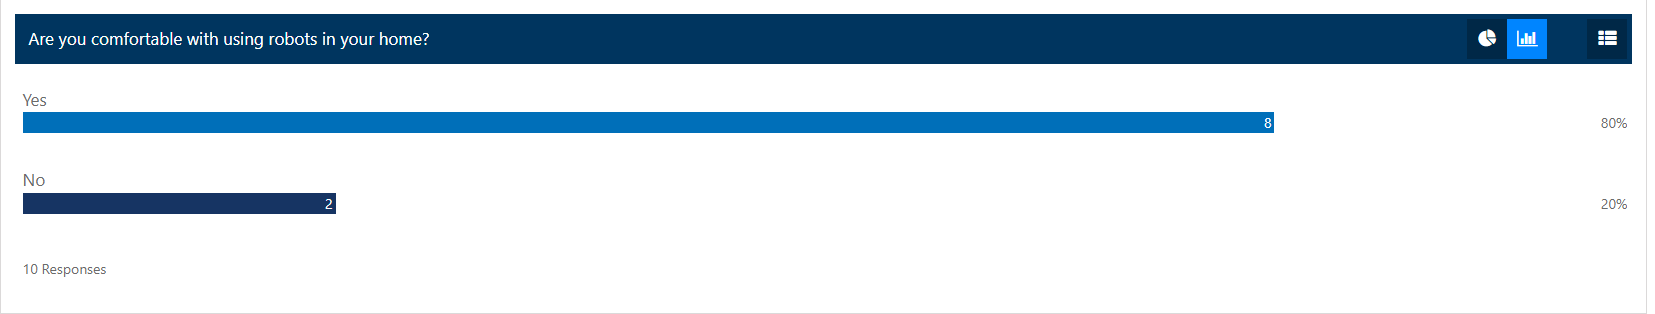 Are you comfortable with using robots in your home?
Yes
8
80%
No
2
20%
10 Responses